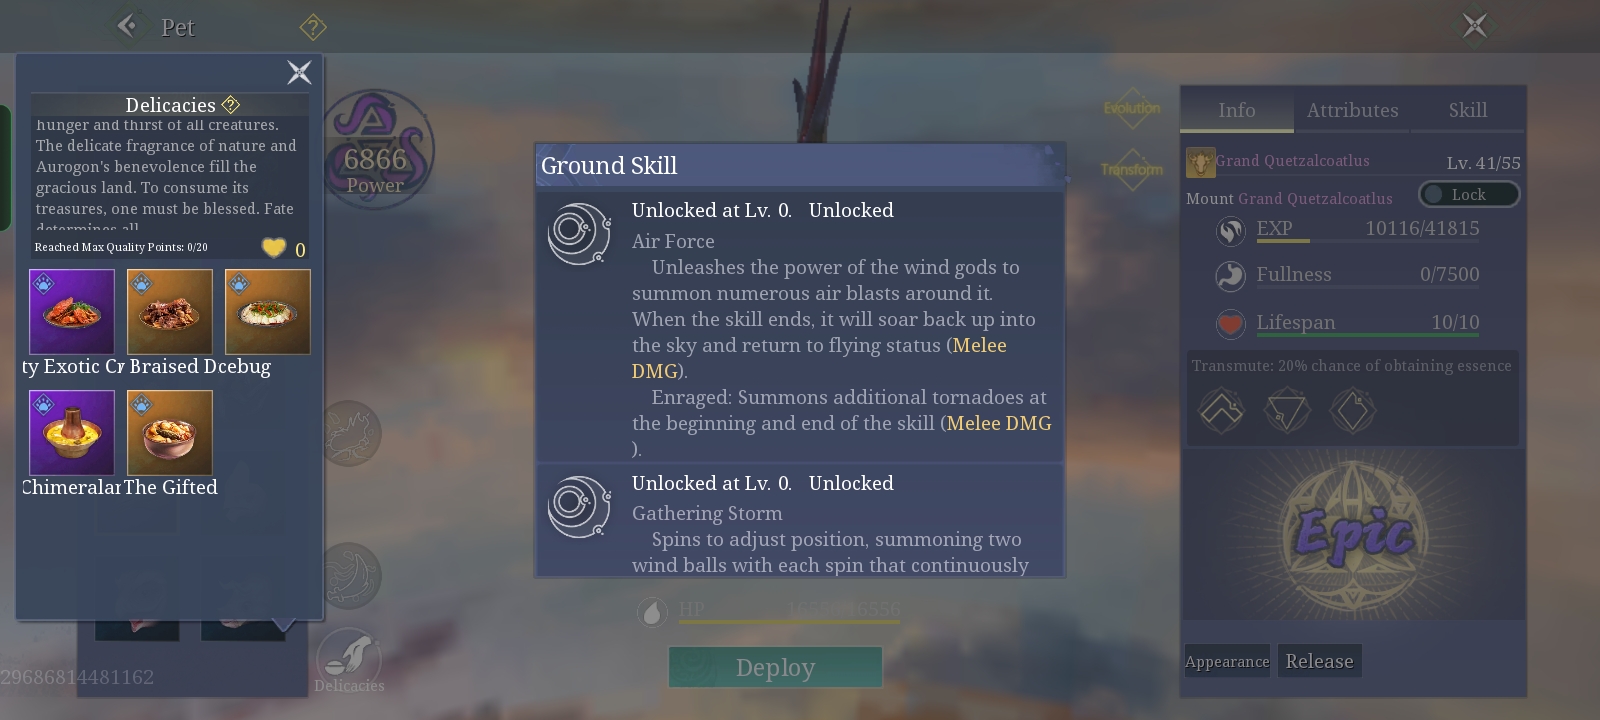 Pet
?
Delicacies ?
hunger and thirst of all creatures.
The delicate fragrance of nature and
Aurogon's benevolence fill the
gracious land. To consume its
treasures, one must be blessed. Fate
determines all
Reached Max Quality Points: 0/20
0
ty Exotic Cr
Braised D
cebug
Chimeralar
The Gifted
29686814481162
6866
Power
Delicacies
Ground Skill
Unlocked at Lv. 0. Unlocked
Air Force
Unleashes the power of the wind gods to
summon numerous air blasts around it.
When the skill ends, it will soar back up into
the sky and return to flying status (Melee
DMG).
Enraged: Summons additional tornadoes at
the beginning and end of the skill (Melee DMG
).
Unlocked at Lv. 0. Unlocked
Gathering Storm
Spins to adjust position, summoning two
wind balls with each spin that continuously
HP 16556/16556
Deploy
Evolution
Transform
Info Attributes Skill
Grand Quetzalcoatlus Lv. 41/55
Mount Grand Quetzalcoatlus Lock
EXP 10116/41815
Fullness 0/7500
Lifespan 10/10
Transmute: 20% chance of obtaining essence
Epic
Appearance Release